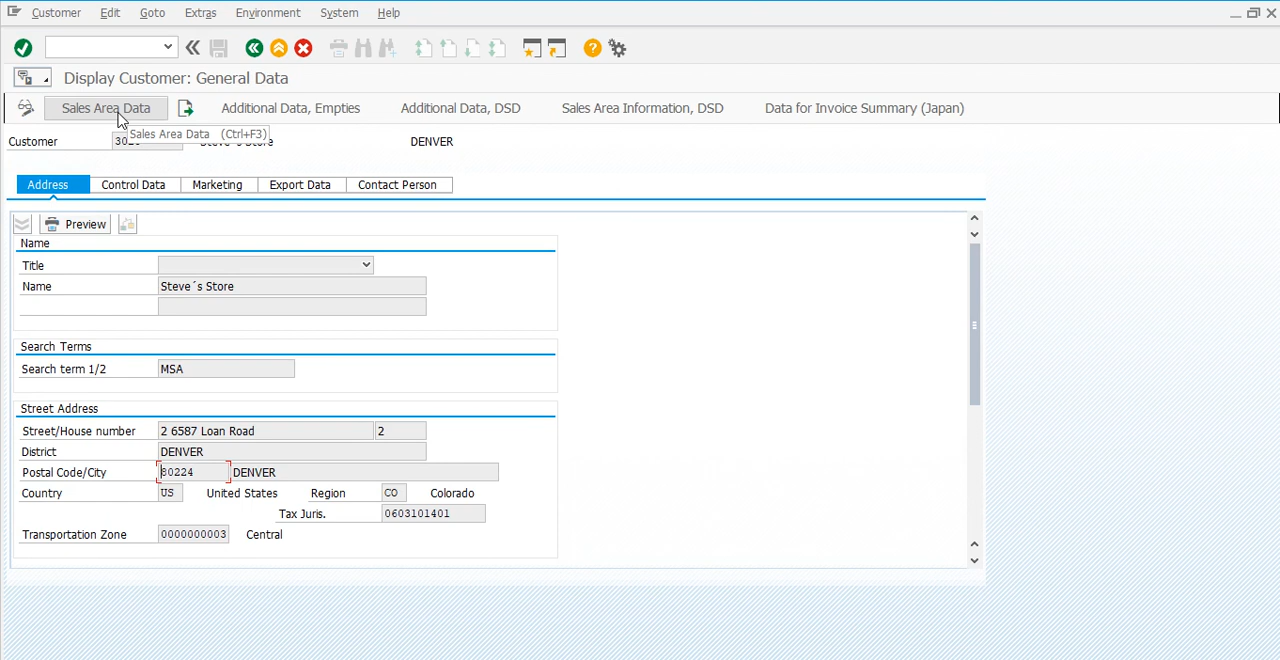 Customer Edit Goto Extras Environment System Help
Display Customer: General Data
Sales Area Data Additional Data, Empties Additional Data, DSD Sales Area Information, DSD Data for Invoice Summary (Japan)
Sales Area Data (Ctrl+F3)
Customer Steve´s Store DENVER
Address Control Data Marketing Export Data Contact Person
Preview
Name
Title
Name Steve´s Store
Search Terms
Search term 1/2 MSA
Street Address
Street/House number 2 6587 Loan Road 2
District DENVER
Postal Code/City 80224 DENVER
Country US United States Region CO Colorado
Tax Juris. 0603101401
Transportation Zone 0000000003 Central